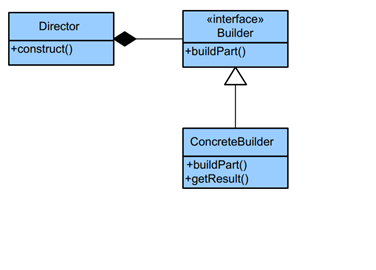 Director
+construct()
«interface»
Builder
+buildPart()
ConcreteBuilder
+buildPart()
+getResult()